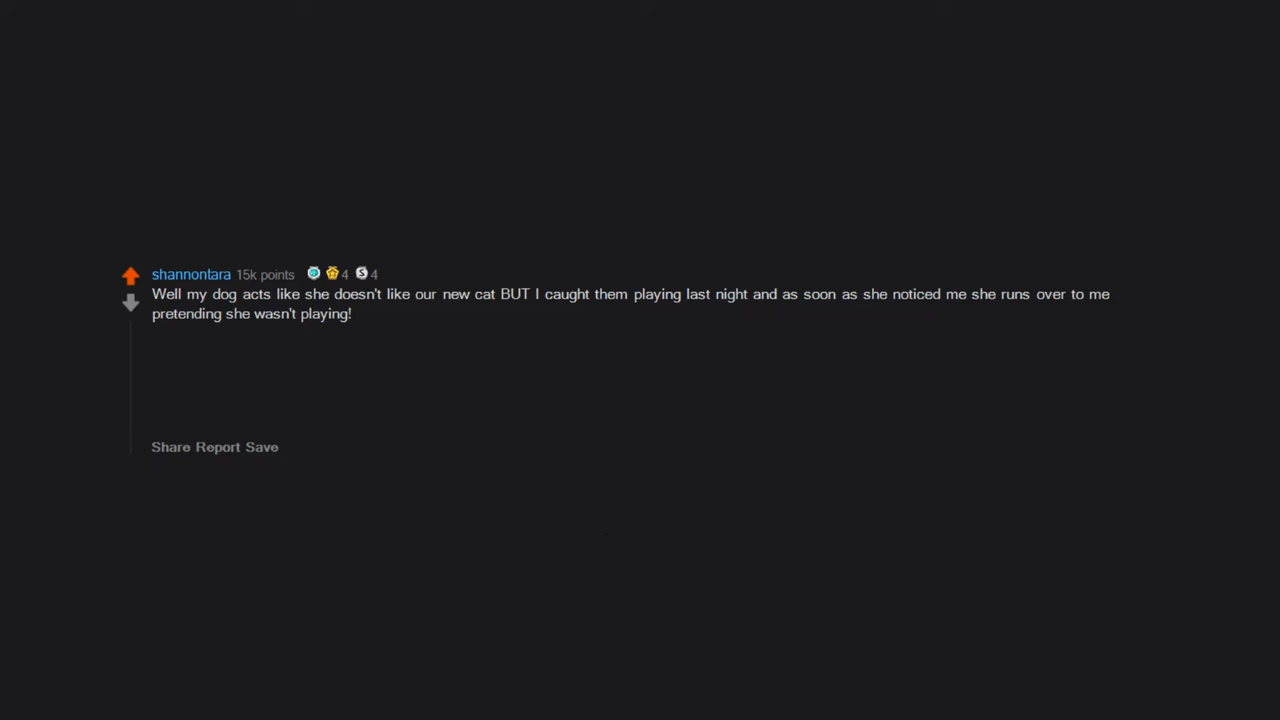 shannontara 15k points 4 S 4
Well my dog acts like she doesn't like our new cat BUT I caught them playing last night and as soon as she noticed me she runs over to me
pretending she wasn't playing!
Share Report Save